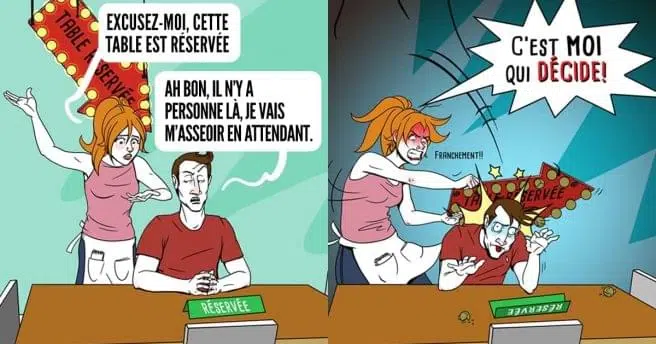 EXCUSEZ-MOI, CETTE
TABLE EST RÉSERVÉE
TABLE RÉSERVÉE
AH BON, IL N'Y A
PERSONNE LÀ, JE VAIS
M'ASSEOIR EN ATTENDANT.
RÉSERVÉE
C'EST MOI
QUI DÉCIDE!
FRANCHEMENT!!
TABLE RÉSERVÉE
RÉSERVÉE